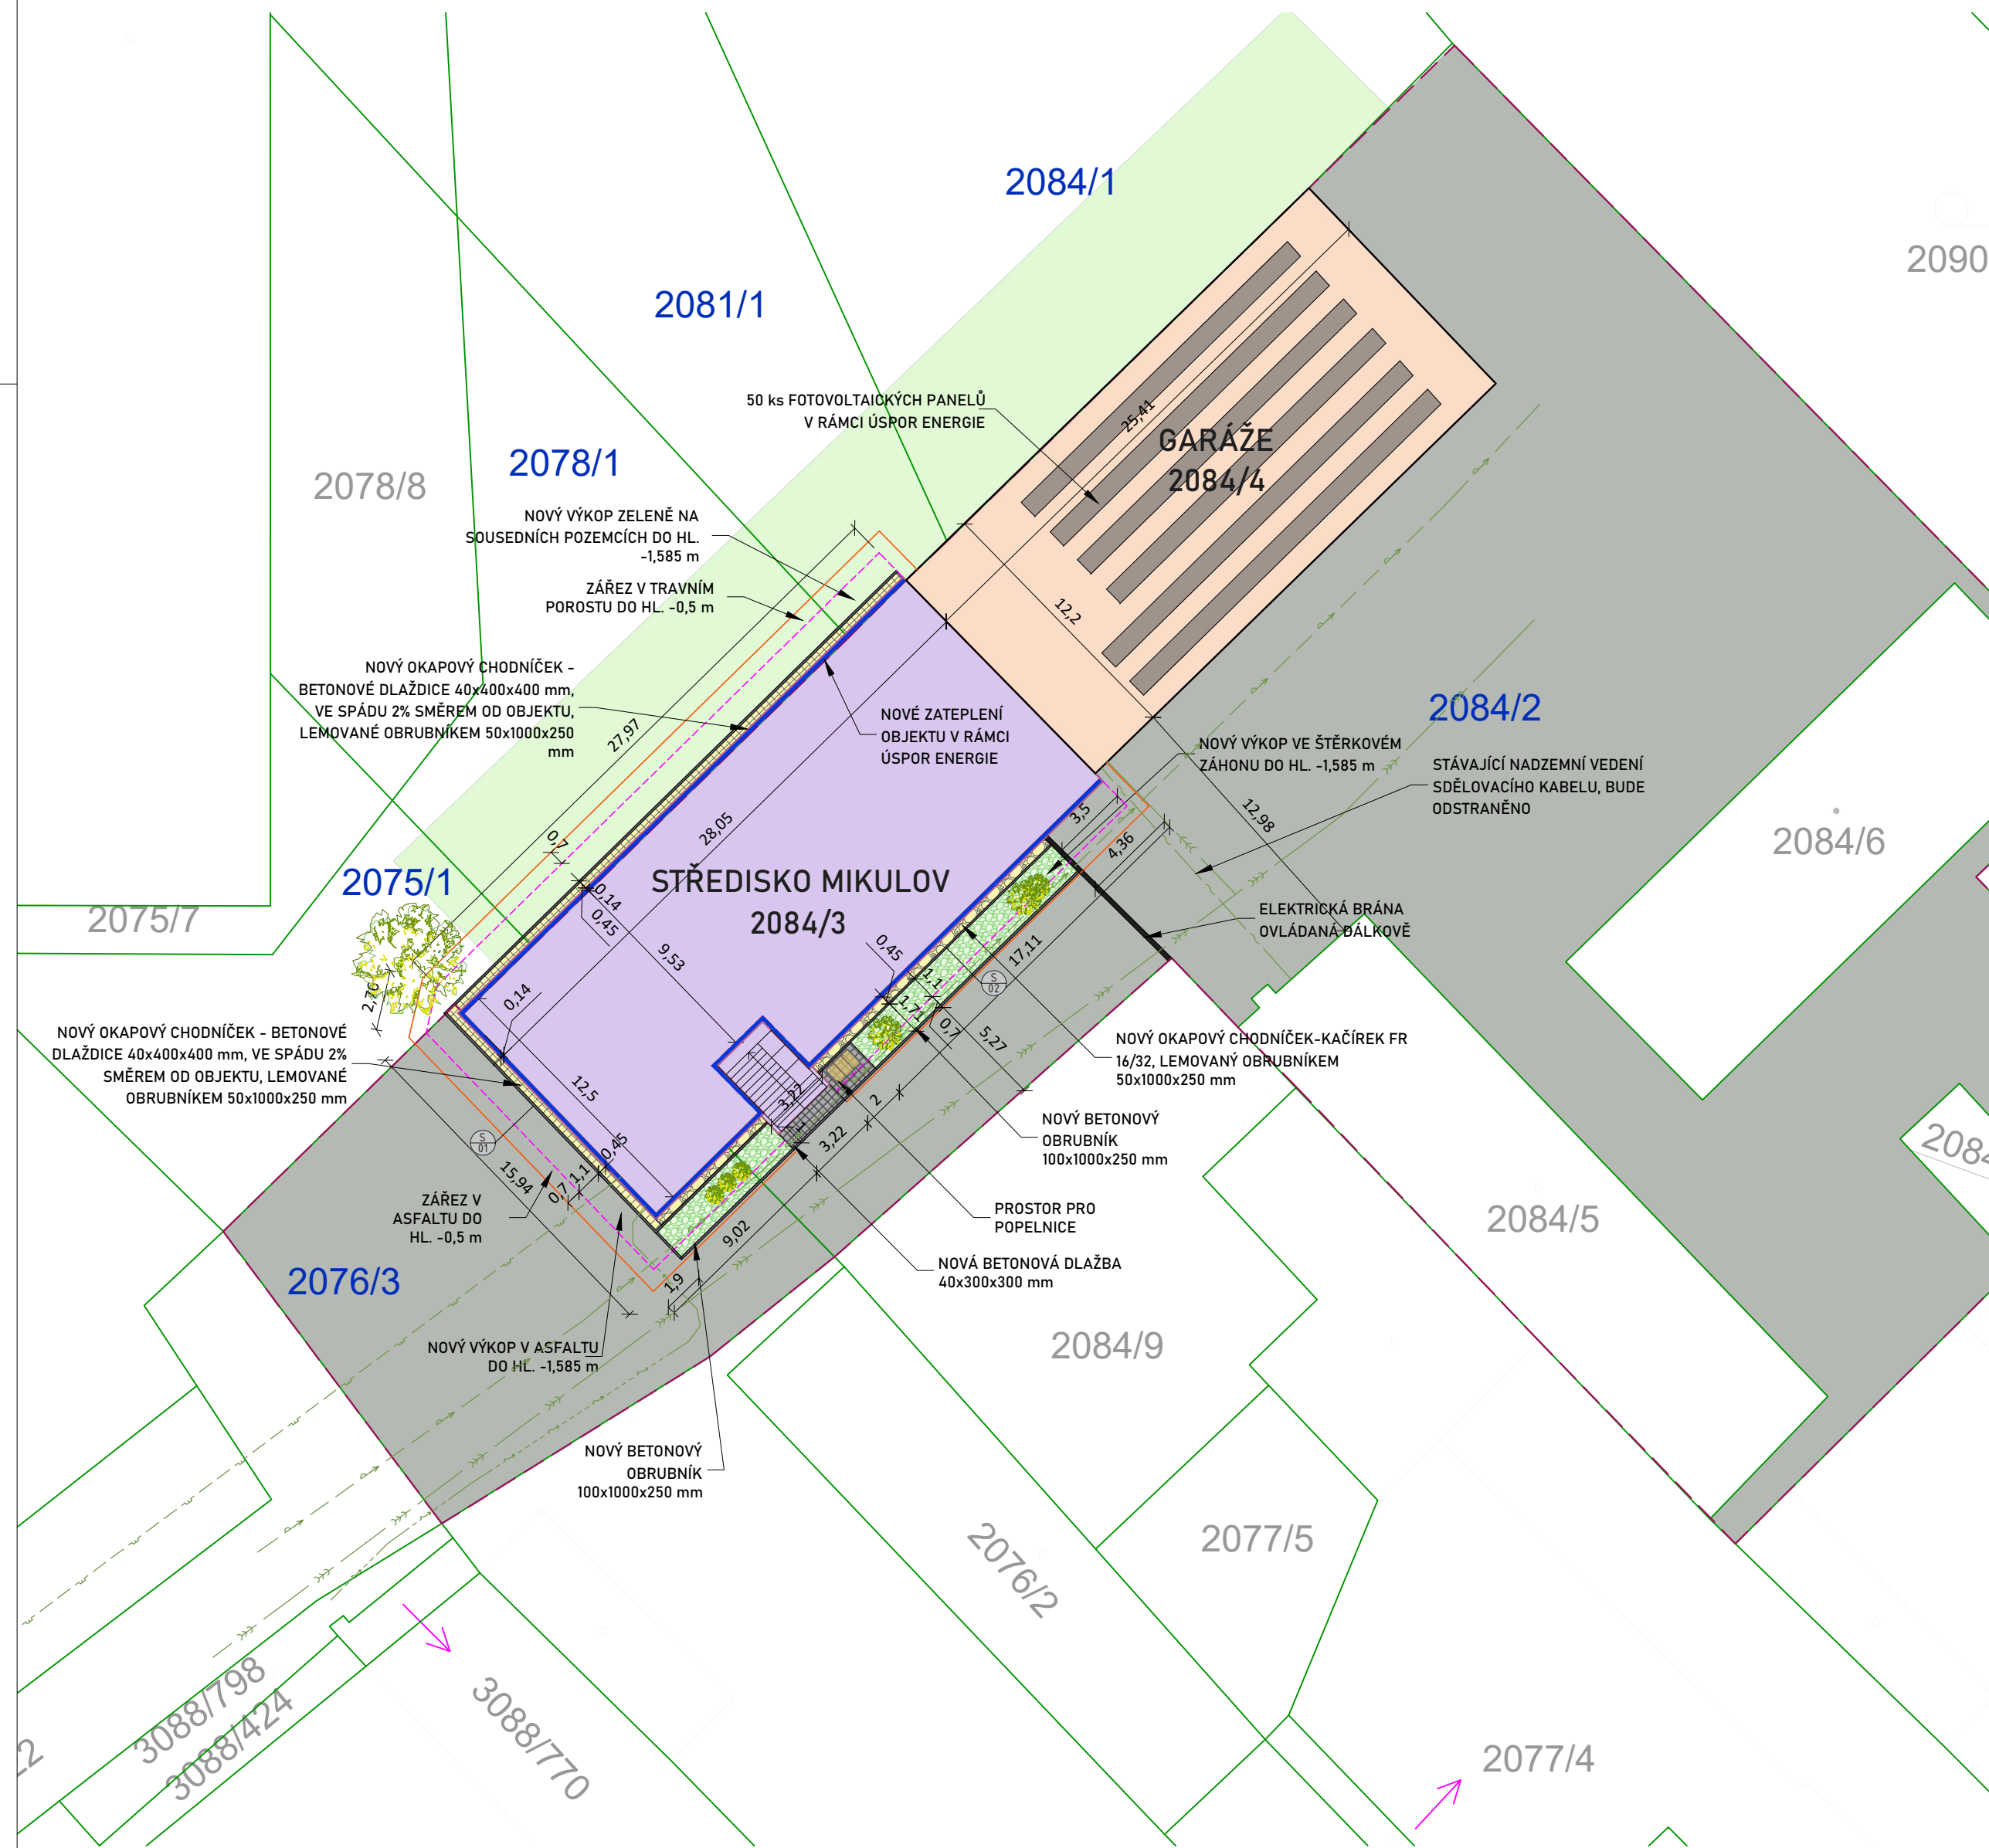 2084/1
2090
2081/1
50 ks FOTOVOLTAICKÝCH PANELŮ
V RÁMCI ÚSPOR ENERGIE
25,41
GARÁŽE
2084/4
2078/1
2078/8
NOVÝ VÝKOP ZELENĚ NA
SOUSEDNÍCH POZEMCÍCH DO HL.
-1,585 m
ZÁŘEZ V TRAVNÍM
POROSTU DO HL. -0,5 m
12,2
NOVÝ OKAPOVÝ CHODNÍČEK -
BETONOVÉ DLAŽDICE 40x400x400 mm,
VE SPÁDU 2% SMĚREM OD OBJEKTU,
LEMOVANÉ OBRUBNÍKEM 50x1000x250
mm
27,97
NOVÉ ZATEPLENÍ
OBJEKTU V RÁMCI
ÚSPOR ENERGIE
2084/2
NOVÝ VÝKOP VE ŠTĚRKOVÉM
ZÁHONU DO HL. -1,585 m
STÁVAJÍCÍ NADZEMNÍ VEDENÍ
SDĚLOVACÍHO KABELU, BUDE
ODSTRANĚNO
3,5
4,36
12,98
28,05
0,7
2084/6
STŘEDISKO MIKULOV
2084/3
2075/1
2075/7
0,14
0,45
9,53
ELEKTRICKÁ BRÁNA
OVLÁDANÁ DÁLKOVĚ
0,45
1,1
17,11
S
02
1,71
0,7
5,27
2,76
0,14
NOVÝ OKAPOVÝ CHODNÍČEK - BETONOVÉ
DLAŽDICE 40x400x400 mm, VE SPÁDU 2%
SMĚREM OD OBJEKTU, LEMOVANÉ
OBRUBNÍKEM 50x1000x250 mm
NOVÝ OKAPOVÝ CHODNÍČEK-KAČÍREK FR
16/32, LEMOVANÝ OBRUBNÍKEM
50x1000x250 mm
12,5
3,22
2
3,22
NOVÝ BETONOVÝ
OBRUBNÍK
100x1000x250 mm
S
01
15,94
0,7
1,1
0,45
ZÁŘEZ V
ASFALTU DO
HL. -0,5 m
PROSTOR PRO
POPELNICE
9,02
1,9
NOVÁ BETONOVÁ DLAŽBA
40x300x300 mm
2084
2084/5
2076/3
2084/9
NOVÝ VÝKOP V ASFALTU
DO HL. -1,585 m
NOVÝ BETONOVÝ
OBRUBNÍK
100x1000x250 mm
2076/2
2077/5
3088/798
3088/424
3088/770
2077/4